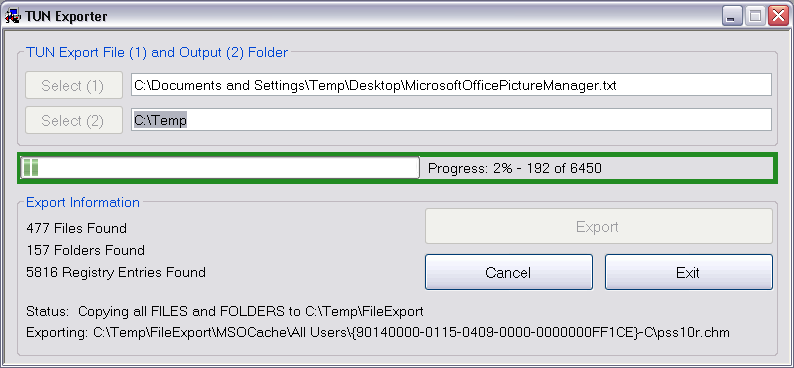 TUN Exporter
TUN Export File (1) and Output (2) Folder
Select (1)
C:\Documents and Settings\Temp\Desktop\MicrosoftOfficePictureManager.txt
Select (2)
C:\Temp
Progress: 2% - 192 of 6450
Export Information
477 Files Found
157 Folders Found
5816 Registry Entries Found
Export
Cancel
Exit
Status:  Copying all FILES and FOLDERS to C:\Temp\FileExport
Exporting: C:\Temp\FileExport\MSOCache\All Users\{90140000-0115-0409-0000-0000000FF1CE}-C\pss10r.chm